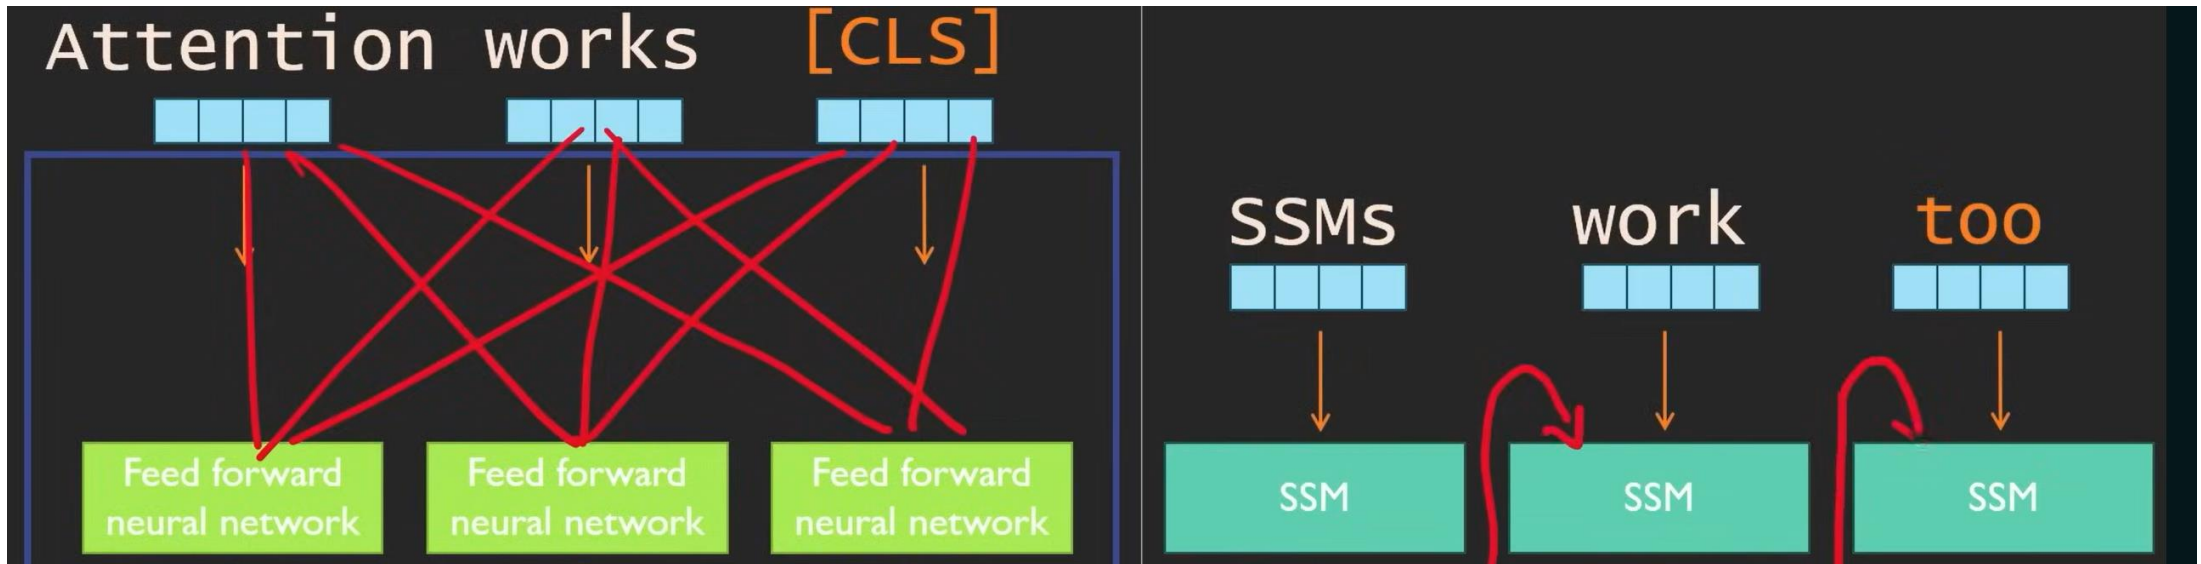 Attention works [CLS]
Feed forward
neural network
Feed forward
neural network
Feed forward
neural network
SSMs work too
SSM
SSM
SSM